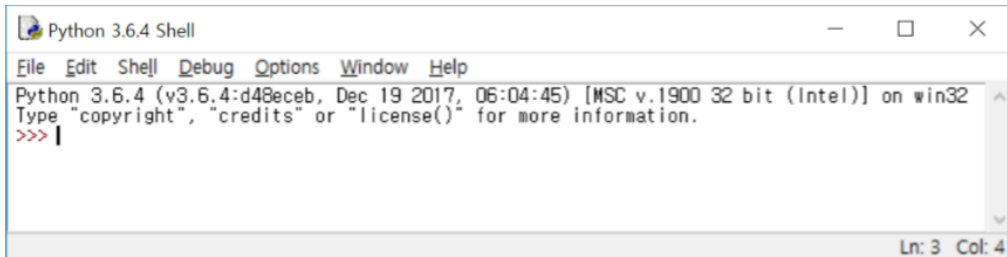 Python 3.6.4 Shell
File Edit Shell Debug Options Window Help
Python 3.6.4 (v3.6.4:d48eceb, Dec 19 2017, 06:04:45) [MSC v.1900 32 bit (Intel)] on win32
Type "copyright", "credits" or "license()" for more information.
>>>
Ln: 3 Col: 4